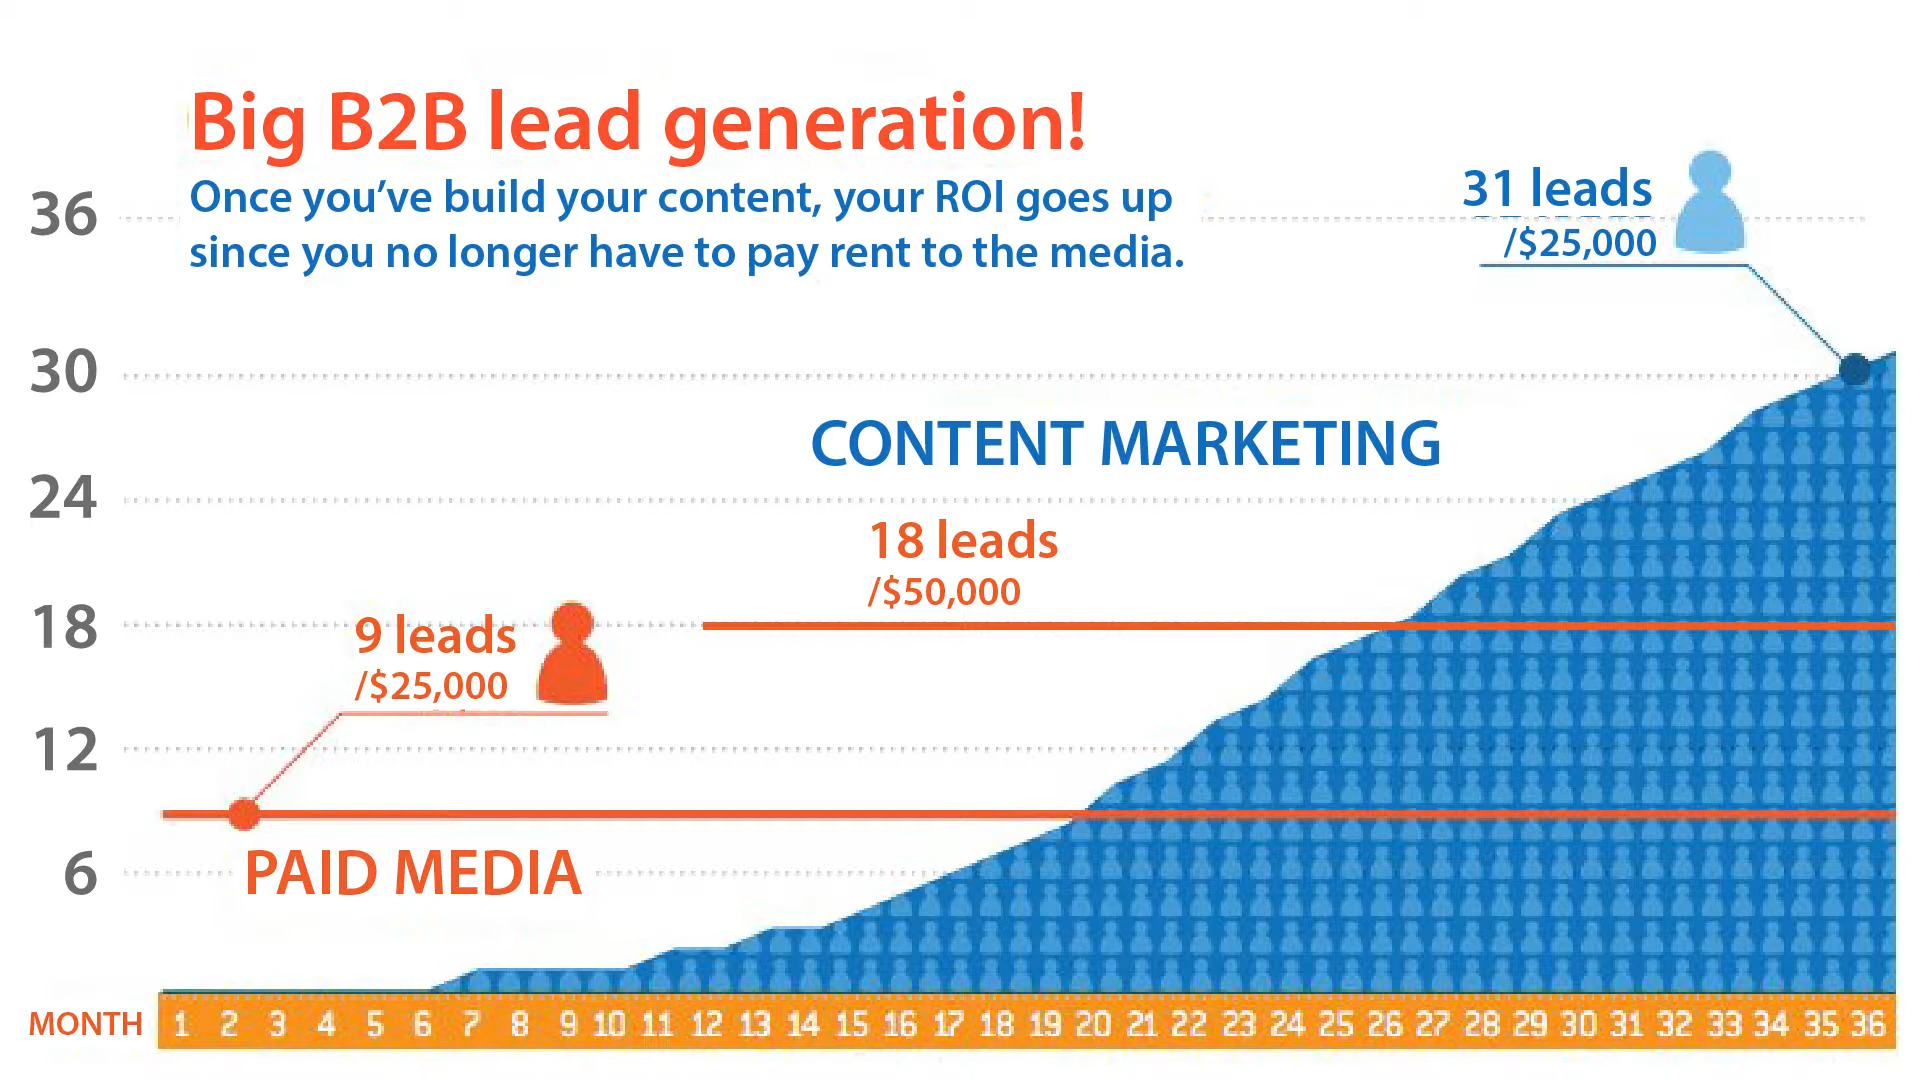 Big B2B lead generation!
Once you've build your content, your ROI goes up
since you no longer have to pay rent to the media.
31 leads
/$25,000
36
30
CONTENT MARKETING
24
18 leads
/$50,000
18
9 leads
/$25,000
12
PAID MEDIA
6
MONTH 1 2 3 4 5 6 7 8 9 10 11 12 13 14 15 16 17 18 19 20 21 22 23 24 25 26 27 28 29 30 31 32 33 34 35 36